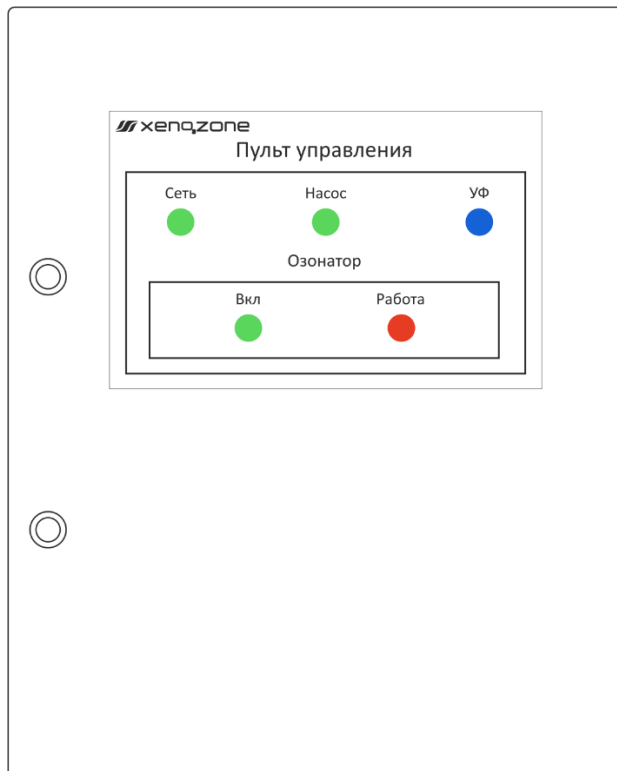 xenozone
Пульт управления
Сеть Насос УФ
Озонатор
Вкл Работа